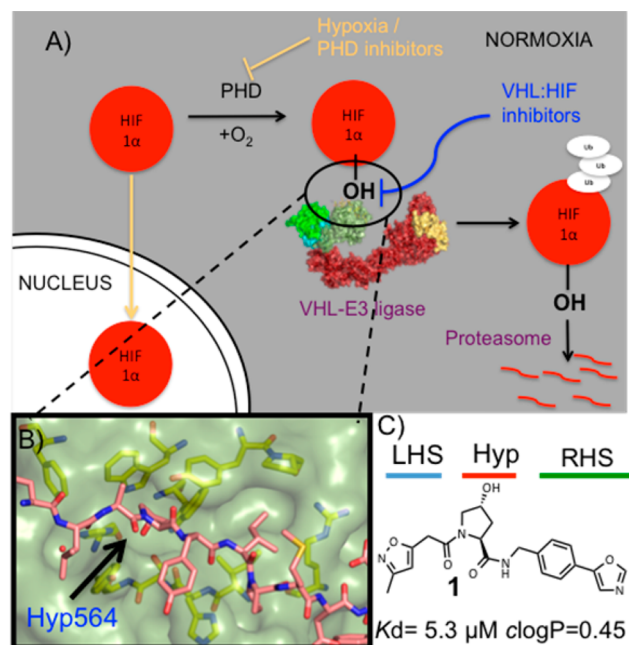 A)
Hypoxia /
PHD inhibitors
NORMOXIA
PHD
+O2
HIF
1α
HIF
1α
OH
VHL:HIF
inhibitors
Ub
Ub
Ub
HIF
1α
OH
NUCLEUS
HIF
1α
VHL-E3 ligase
Proteasome
B)
Hyp564
C)
LHS
Hyp
RHS
OH
O
N
N
O
O
N
H
O
N
1
Kd= 5.3 μM clogP=0.45